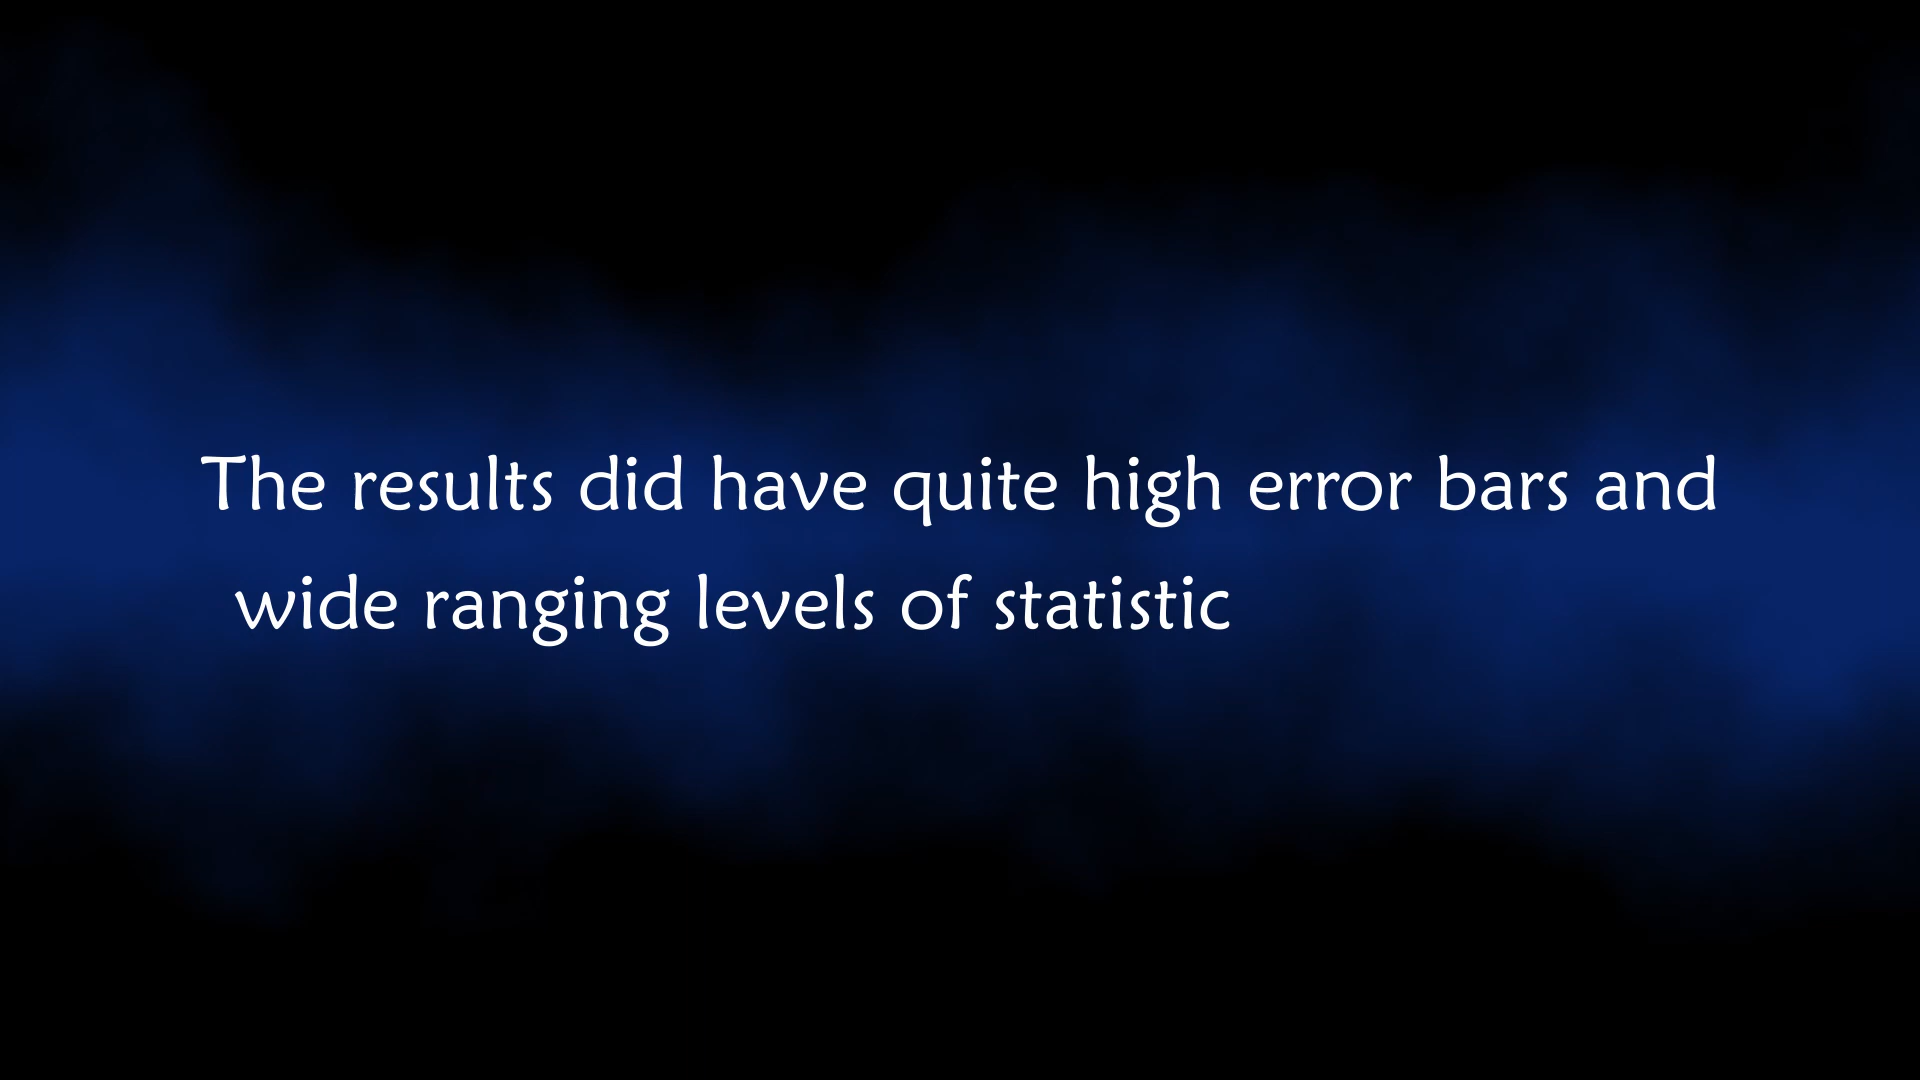 The results did have quite high error bars and
wide ranging levels of statistic